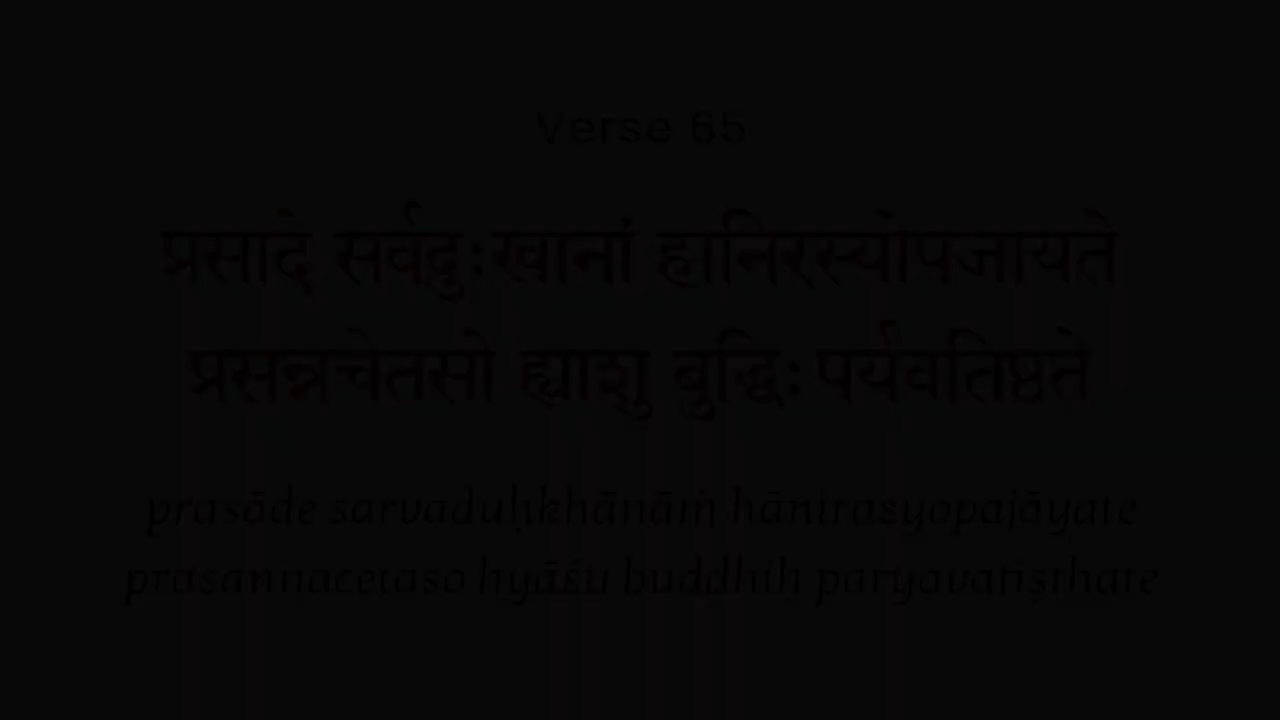 Verse 65
प्रसादे सर्वदुःखानां हानिरस्योपजायते
प्रसन्नचेतसो ह्याशु बुद्धिः पर्यवतिष्ठते
prasāde sarvaduḥkhānāṁ hānirasyopajāyate
prasannacetaso hyāśu buddhiḥ paryavatiṣṭhate